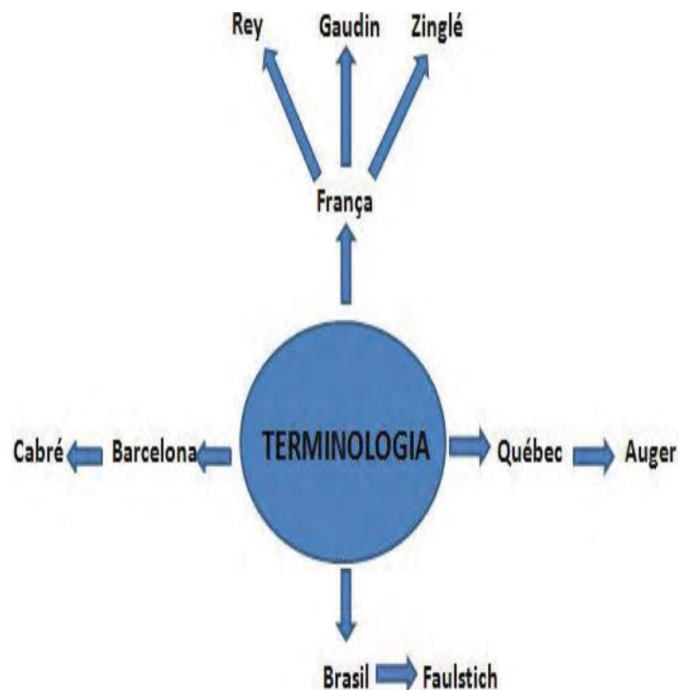 Rey Gaudin Zinglé
França
Cabré Barcelona TERMINOLOGIA Québec Auger
Brasil Faulstich